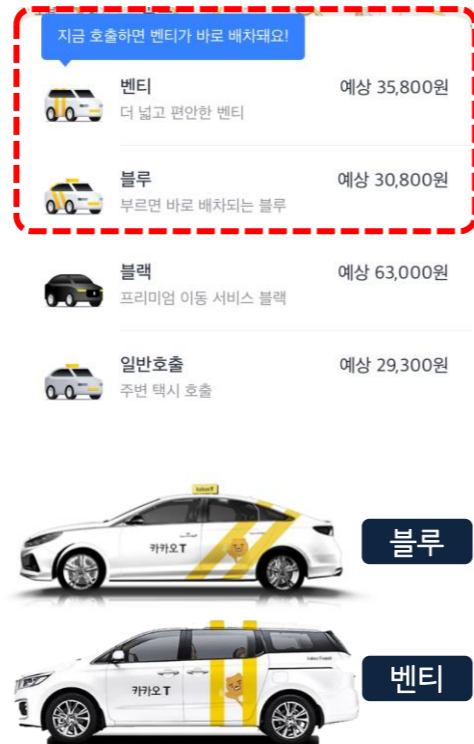 지금 호출하면 벤티가 바로 배차돼요!
벤티 예상 35,800원
더 넓고 편안한 벤티
블루 예상 30,800원
부르면 바로 배차되는 블루
블랙 예상 63,000원
프리미엄 이동 서비스 블랙
일반호출 예상 29,300원
주변 택시 호출
카카오 T
블루
카카오 T
벤티